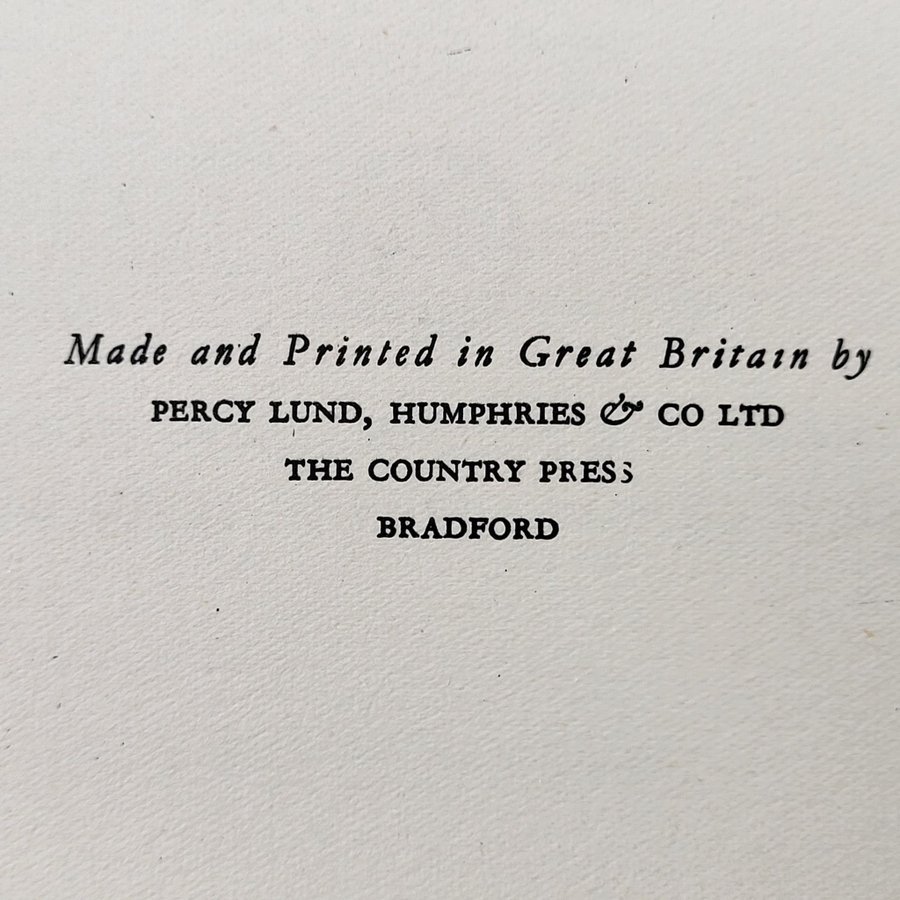 Made and Printed in Great Britain by
PERCY LUND, HUMPHRIES & CO LTD
THE COUNTRY PRESS
BRADFORD